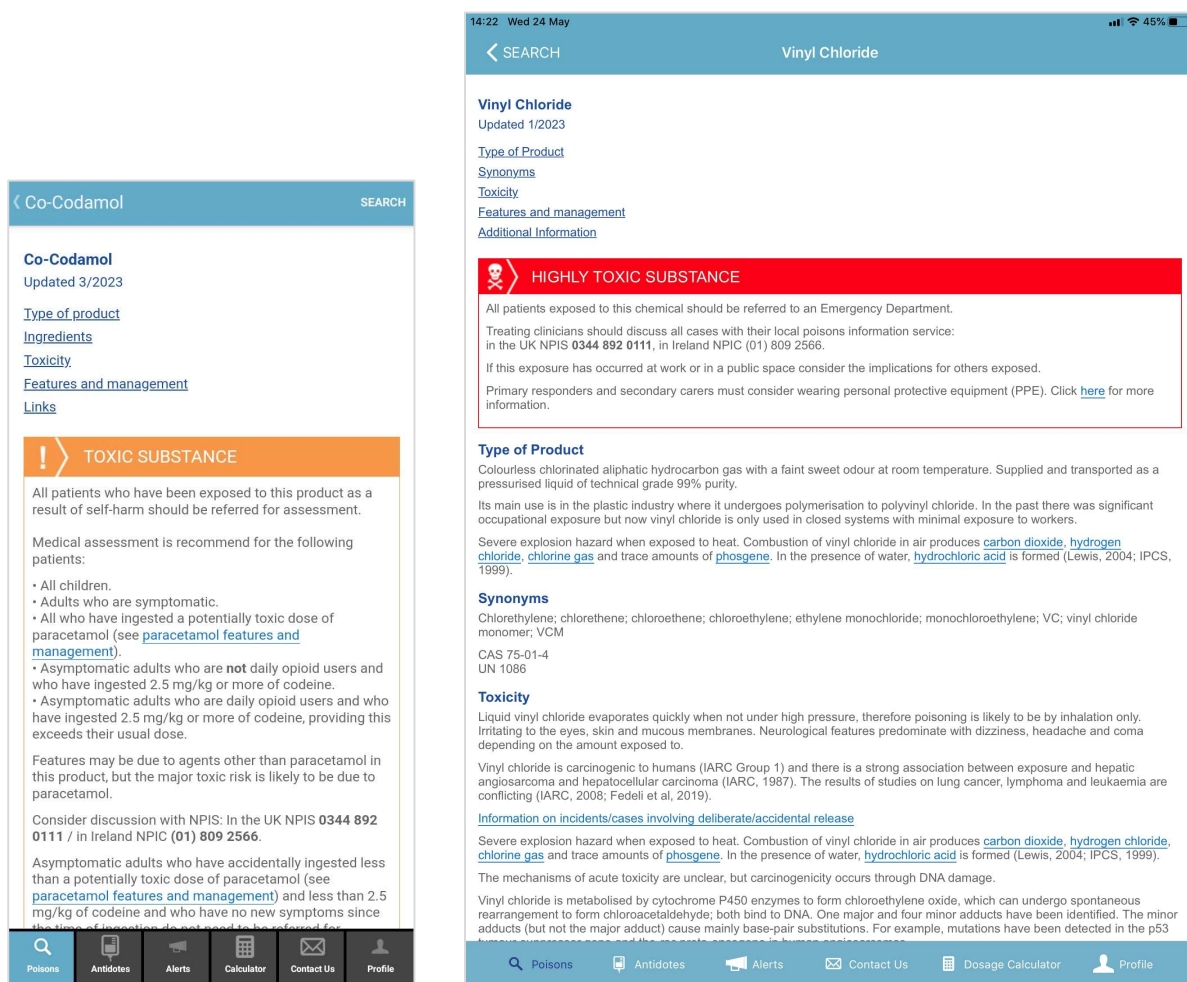 Co-Codamol
SEARCH
Co-Codamol
Updated 3/2023
Type of product
Ingredients
Toxicity
Features and management
Links
! TOXIC SUBSTANCE
All patients who have been exposed to this product as a
result of self-harm should be referred for assessment.
Medical assessment is recommend for the following
patients:
• All children.
• Adults who are symptomatic.
• All who have ingested a potentially toxic dose of
paracetamol (see paracetamol features and
management).
• Asymptomatic adults who are not daily opioid users and
who have ingested 2.5 mg/kg or more of codeine.
• Asymptomatic adults who are daily opioid users and who
have ingested 2.5 mg/kg or more of codeine, providing this
exceeds their usual dose.
Features may be due to agents other than paracetamol in
this product, but the major toxic risk is likely to be due to
paracetamol.
Consider discussion with NPIS: In the UK NPIS 0344 892
0111 / in Ireland NPIC (01) 809 2566.
Asymptomatic adults who have accidentally ingested less
than a potentially toxic dose of paracetamol (see
paracetamol features and management) and less than 2.5
mg/kg of codeine and who have no new symptoms since
the time of ingestion do not need to be referred for
Poisons
Antidotes
Alerts
Calculator
Contact Us
Profile
14:22 Wed 24 May
45%
SEARCH
Vinyl Chloride
Vinyl Chloride
Updated 1/2023
Type of Product
Synonyms
Toxicity
Features and management
Additional Information
HIGHLY TOXIC SUBSTANCE
All patients exposed to this chemical should be referred to an Emergency Department.
Treating clinicians should discuss all cases with their local poisons information service:
in the UK NPIS 0344 892 0111, in Ireland NPIC (01) 809 2566.
If this exposure has occurred at work or in a public space consider the implications for others exposed.
Primary responders and secondary carers must consider wearing personal protective equipment (PPE). Click here for more
information.
Type of Product
Colourless chlorinated aliphatic hydrocarbon gas with a faint sweet odour at room temperature. Supplied and transported as a
pressurised liquid of technical grade 99% purity.
Its main use is in the plastic industry where it undergoes polymerisation to polyvinyl chloride. In the past there was significant
occupational exposure but now vinyl chloride is only used in closed systems with minimal exposure to workers.
Severe explosion hazard when exposed to heat. Combustion of vinyl chloride in air produces carbon dioxide, hydrogen
chloride, chlorine gas and trace amounts of phosgene. In the presence of water, hydrochloric acid is formed (Lewis, 2004; IPCS,
1999).
Synonyms
Chlorethylene; chlorethene; chloroethene; chloroethylene; ethylene monochloride; monochloroethylene; VC; vinyl chloride
monomer; VCM
CAS 75-01-4
UN 1086
Toxicity
Liquid vinyl chloride evaporates quickly when not under high pressure, therefore poisoning is likely to be by inhalation only.
Irritating to the eyes, skin and mucous membranes. Neurological features predominate with dizziness, headache and coma
depending on the amount exposed to.
Vinyl chloride is carcinogenic to humans (IARC Group 1) and there is a strong association between exposure and hepatic
angiosarcoma and hepatocellular carcinoma (IARC, 1987). The results of studies on lung cancer, lymphoma and leukaemia are
conflicting (IARC, 2008; Fedeli et al, 2019).
Information on incidents/cases involving deliberate/accidental release
Severe explosion hazard when exposed to heat. Combustion of vinyl chloride in air produces carbon dioxide, hydrogen chloride,
chlorine gas and trace amounts of phosgene. In the presence of water, hydrochloric acid is formed (Lewis, 2004; IPCS, 1999).
The mechanisms of acute toxicity are unclear, but carcinogenicity occurs through DNA damage.
Vinyl chloride is metabolised by cytochrome P450 enzymes to form chloroethylene oxide, which can undergo spontaneous
rearrangement to form chloroacetaldehyde; both bind to DNA. One major and four minor adducts have been identified. The minor
adducts (but not the major adduct) cause mainly base-pair substitutions. For example, mutations have been detected in the p53
Poisons
Antidotes
Alerts
Contact Us
Dosage Calculator
Profile